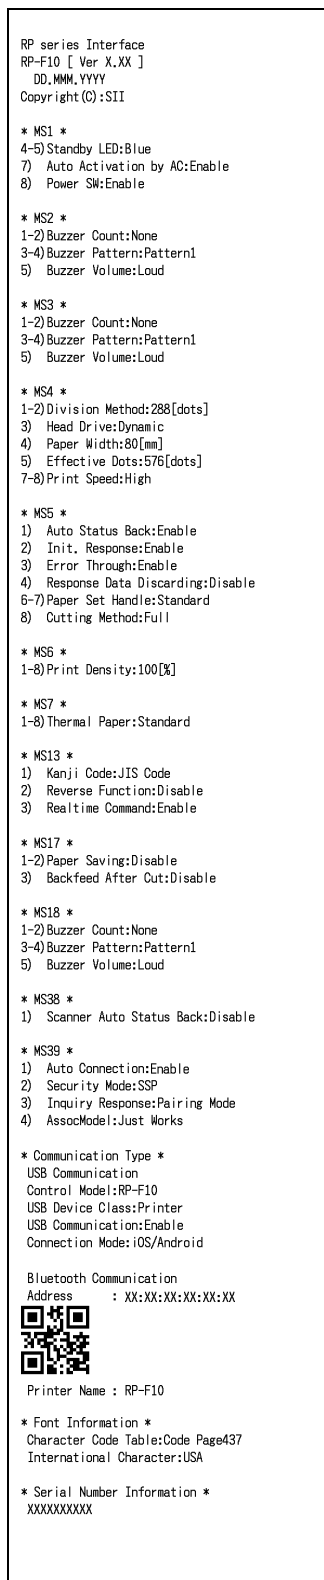 RP series Interface
RP-F10 [ Ver X.XX ]
DD.MMM.YYYY
Copyright(C):SII
* MS1 *
4-5)Standby LED:Blue
7) Auto Activation by AC:Enable
8) Power SW:Enable
* MS2 *
1-2)Buzzer Count:None
3-4)Buzzer Pattern:Pattern1
5) Buzzer Volume:Loud
* MS3 *
1-2)Buzzer Count:None
3-4)Buzzer Pattern:Pattern1
5) Buzzer Volume:Loud
* MS4 *
1-2)Division Method:288[dots]
3) Head Drive:Dynamic
4) Paper Width:80[mm]
5) Effective Dots:576[dots]
7-8)Print Speed:High
* MS5 *
1) Auto Status Back:Enable
2) Init. Response:Enable
3) Error Through:Enable
4) Response Data Discarding:Disable
6-7)Paper Set Handle:Standard
8) Cutting Method:Full
* MS6 *
1-8)Print Density:100[%]
* MS7 *
1-8)Thermal Paper:Standard
* MS13 *
1) Kanji Code:JIS Code
2) Reverse Function:Disable
3) Realtime Command:Enable
* MS17 *
1-2)Paper Saving:Disable
3) Backfeed After Cut:Disable
* MS18 *
1-2)Buzzer Count:None
3-4)Buzzer Pattern:Pattern1
5) Buzzer Volume:Loud
* MS38 *
1) Scanner Auto Status Back:Disable
* MS39 *
1) Auto Connection:Enable
2) Security Mode:SSP
3) Inquiry Response:Pairing Mode
4) AssocModel:Just Works
* Communication Type *
USB Communication
Control Model:RP-F10
USB Device Class:Printer
USB Communication:Enable
Connection Mode:iOS/Android
Bluetooth Communication
Address : XX:XX:XX:XX:XX:XX
Printer Name : RP-F10
* Font Information *
Character Code Table:Code Page437
International Character:USA
* Serial Number Information *
XXXXXXXXXX